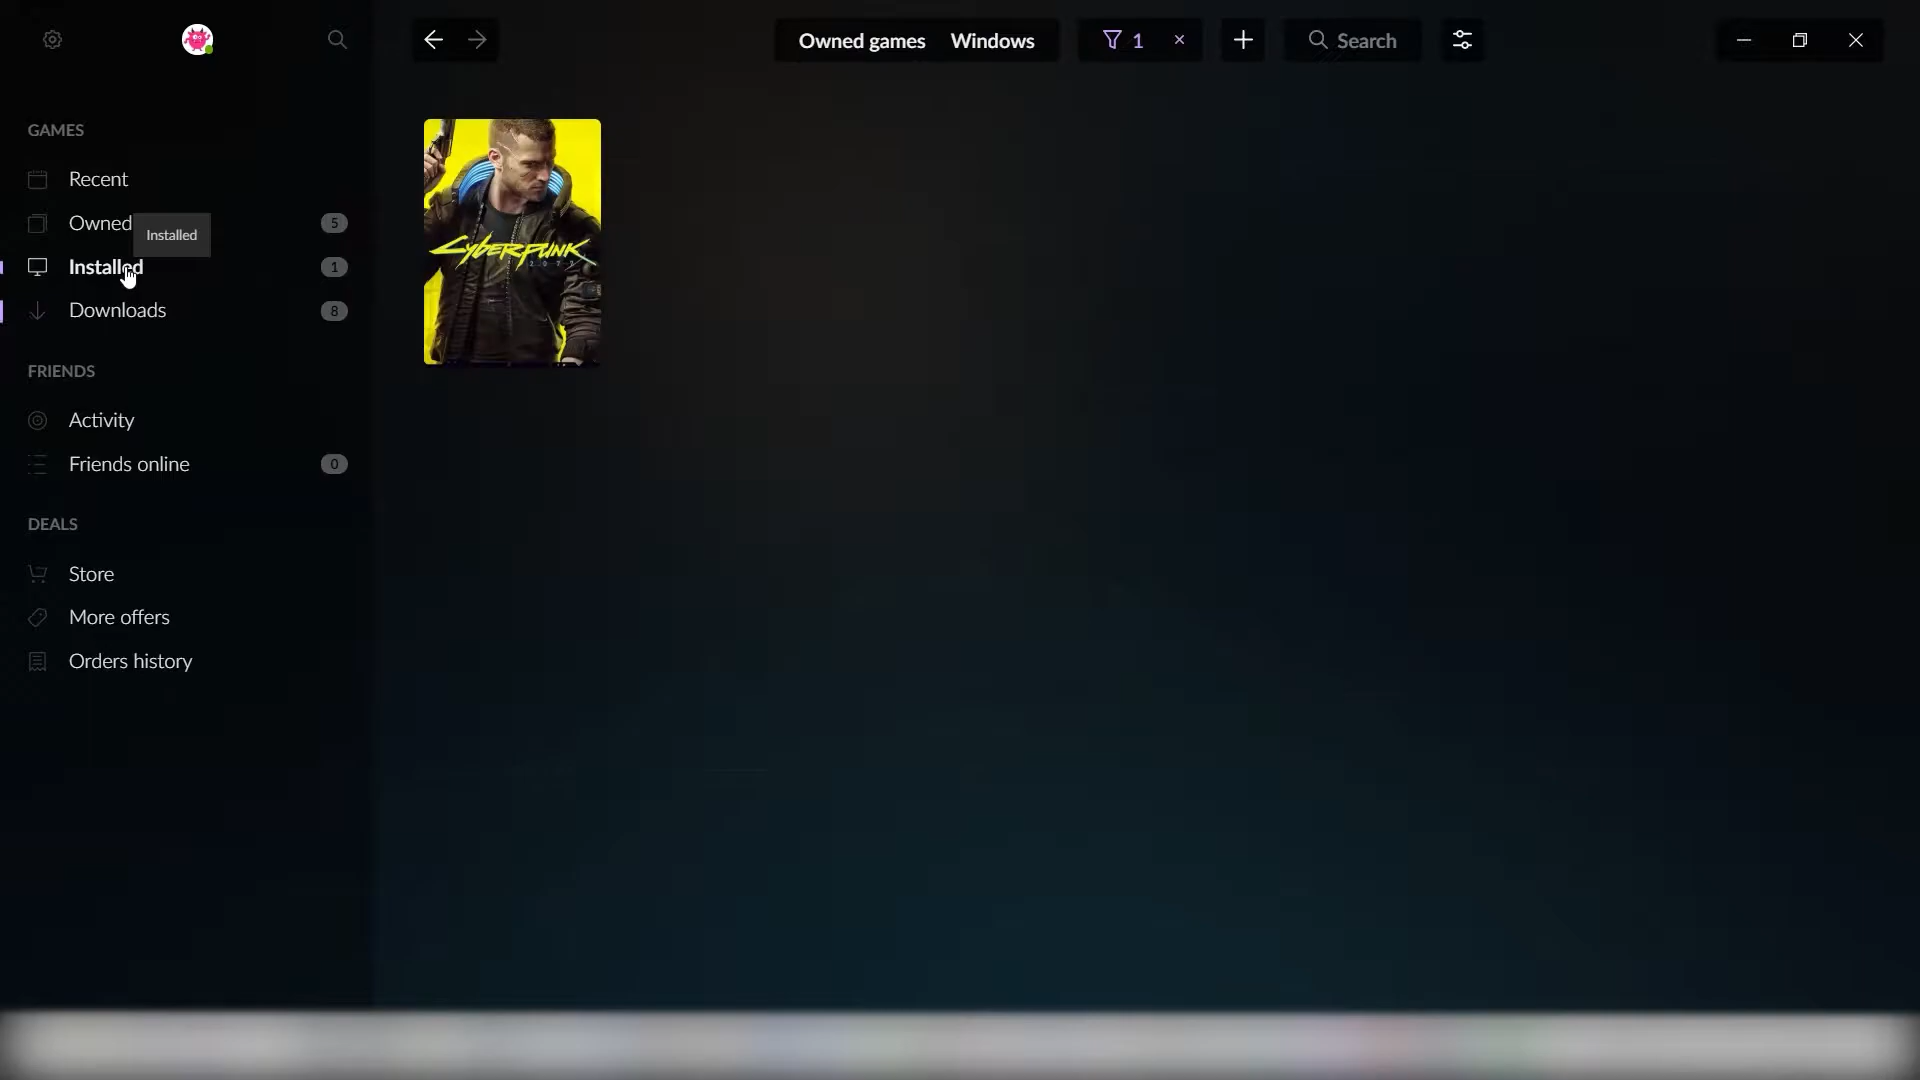 Owned games Windows
1
Search
GAMES
Recent
Owned
5
Installed
Installed
1
Downloads
8
CYBERPUNK
2077
FRIENDS
Activity
Friends online
0
DEALS
Store
More offers
Orders history